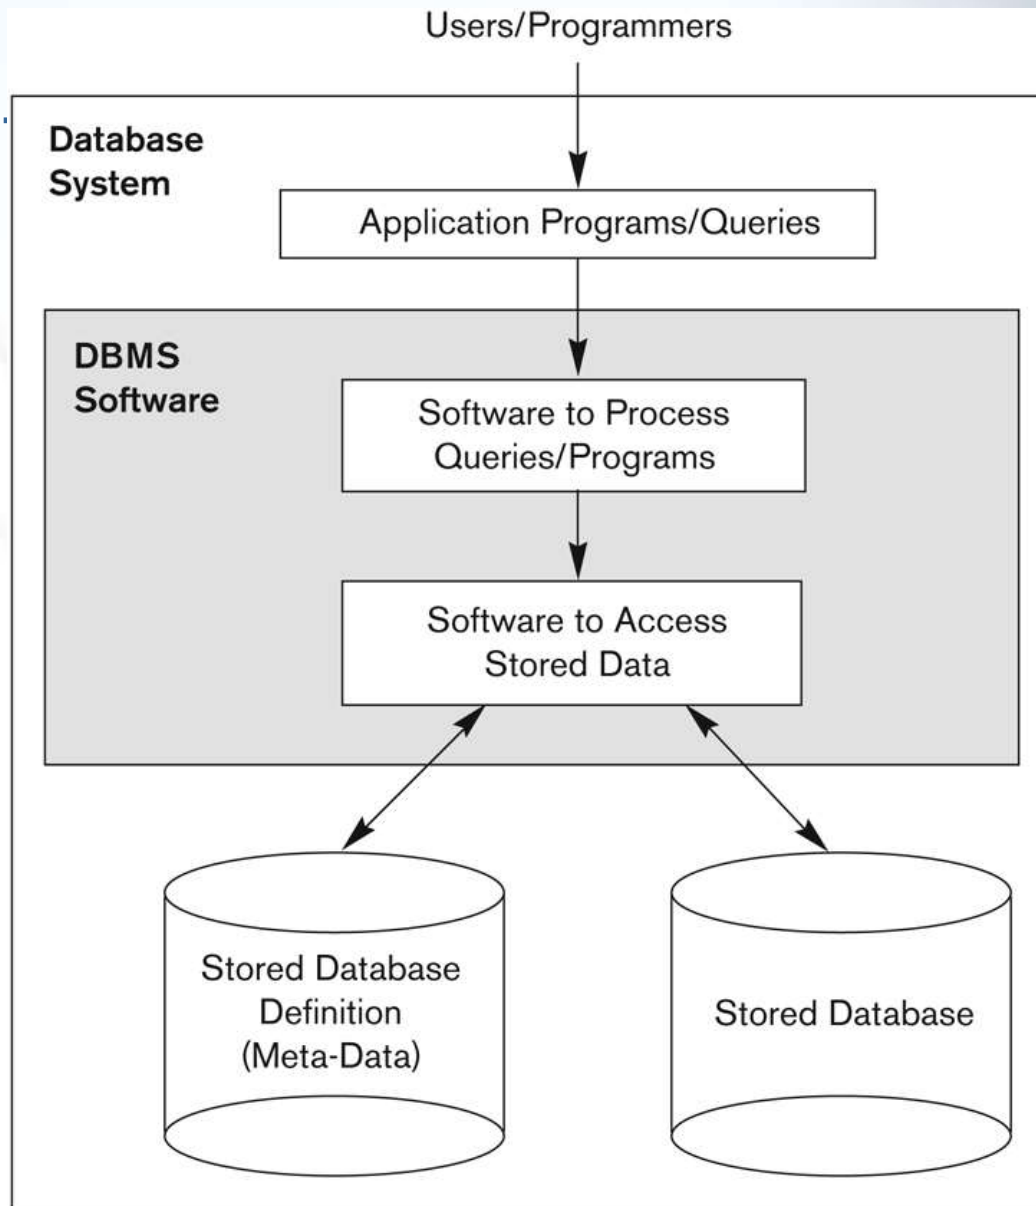 Users/Programmers
Database
System
Application Programs/Queries
DBMS
Software
Software to Process
Queries/Programs
Software to Access
Stored Data
Stored Database
Definition
(Meta-Data)
Stored Database